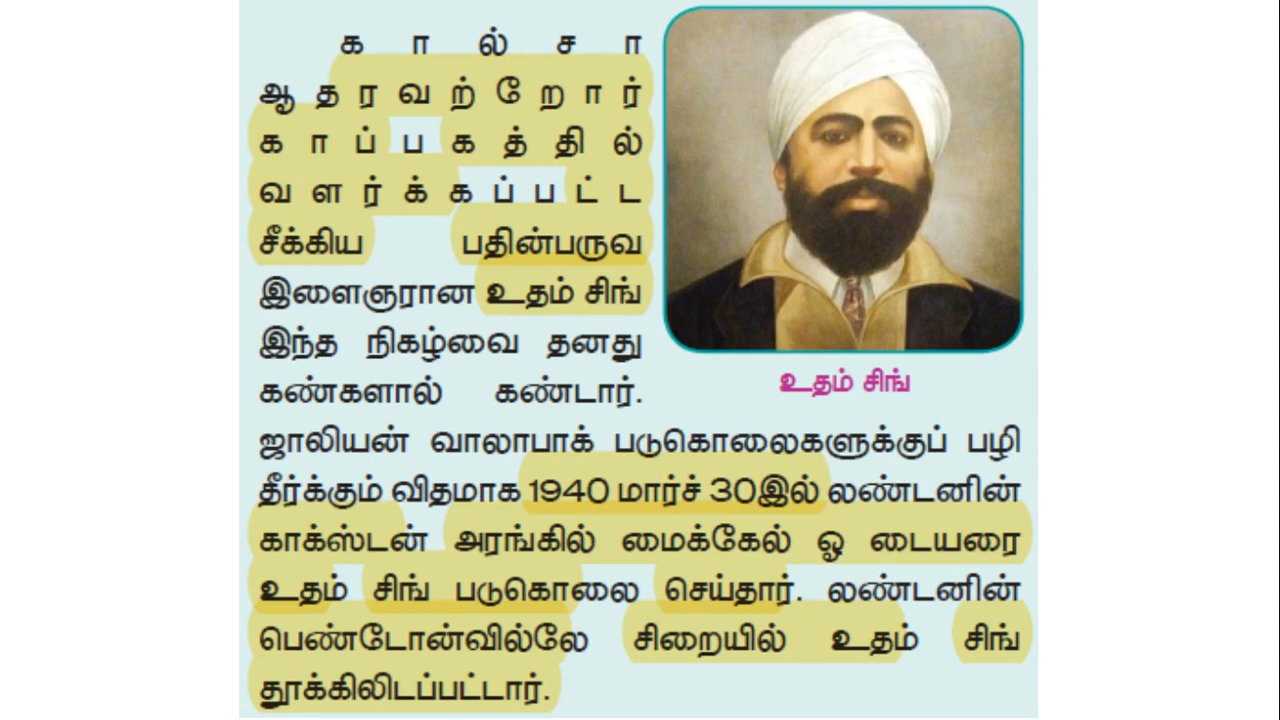 கால்சா
ஆதரவற்றோர்
காப்பகத்தில்
வளர்க்கப்பட்ட
சீக்கிய பதின்பருவ
இளைஞரான உதம் சிங்
இந்த நிகழ்வை தனது
கண்களால் கண்டார்.
உதம் சிங்
ஜாலியன் வாலாபாக் படுகொலைகளுக்குப் பழி
தீர்க்கும் விதமாக 1940 மார்ச் 30இல் லண்டனின்
காக்ஸ்டன் அரங்கில் மைக்கேல் ஓ டையரை
உதம் சிங் படுகொலை செய்தார். லண்டனின்
பெண்டோன்வில்லே சிறையில் உதம் சிங்
தூக்கிலிடப்பட்டார்.